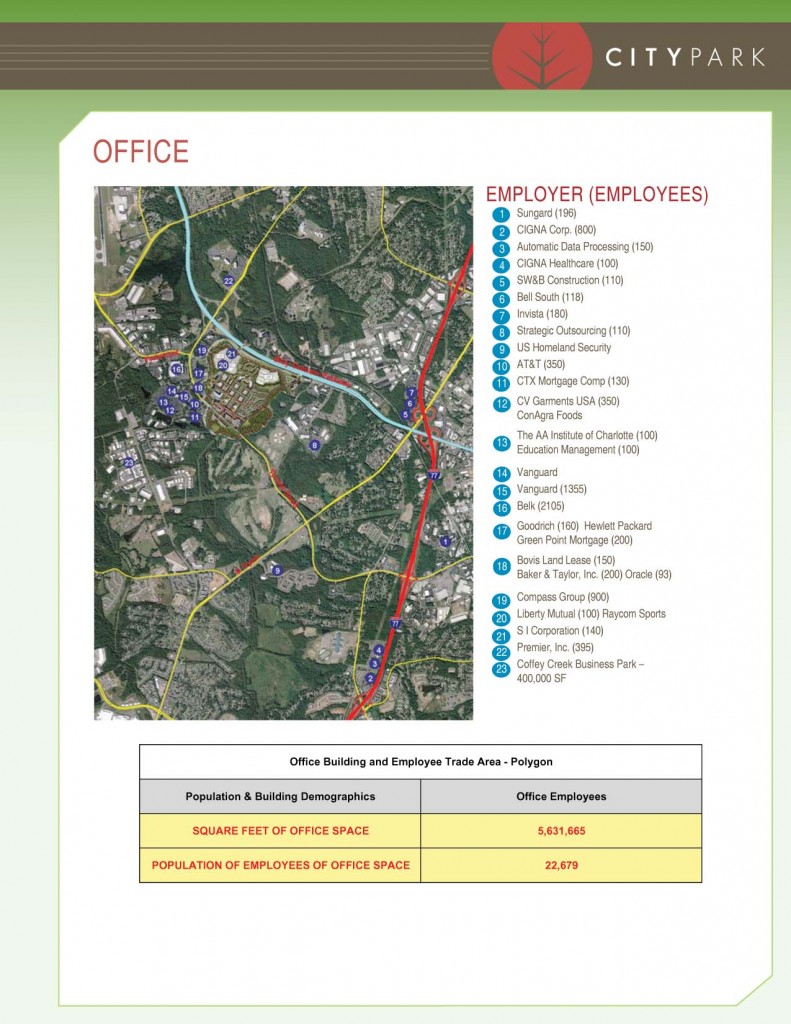 CITYPARK
OFFICE
EMPLOYER (EMPLOYEES)
1 Sungard (196)
2 CIGNA Corp. (800)
3 Automatic Data Processing (150)
4 CIGNA Healthcare (100)
5 SW&B Construction (110)
6 Bell South (118)
7 Invista (180)
8 Strategic Outsourcing (110)
9 US Homeland Security
10 AT&T (350)
11 CTX Mortgage Comp (130)
12 CV Garments USA (350)
ConAgra Foods
13 The AA Institute of Charlotte (100)
Education Management (100)
14 Vanguard
15 Vanguard (1355)
16 Belk (2105)
17 Goodrich (160) Hewlett Packard
Green Point Mortgage (200)
18 Bovis Land Lease (150)
Baker & Taylor, Inc. (200) Oracle (93)
19 Compass Group (900)
20 Liberty Mutual (100) Raycom Sports
21 S I Corporation (140)
22 Premier, Inc. (395)
23 Coffey Creek Business Park –
400,000 SF
22
19
21
20
16
17
18
14
15
13
10
12
11
7
6
5
8
23
77
1
9
77
4
3
2
Office Building and Employee Trade Area - Polygon
Population & Building Demographics Office Employees
SQUARE FEET OF OFFICE SPACE 5,631,665
POPULATION OF EMPLOYEES OF OFFICE SPACE 22,679